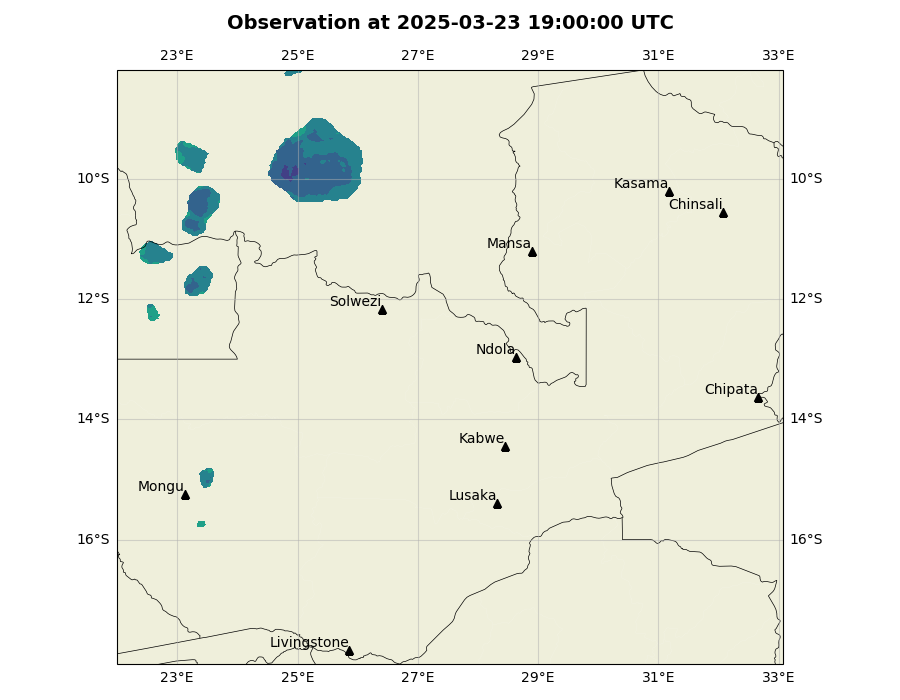 Observation at 2025-03-23 19:00:00 UTC
23°E 25°E 27°E 29°E 31°E 33°E
10°S 10°S
Kasama
Chinsali
Mansa
12°S 12°S
Solwezi
Ndola
Chipata
14°S 14°S
Kabwe
Mongu
Lusaka
16°S 16°S
Livingstone
23°E 25°E 27°E 29°E 31°E 33°E